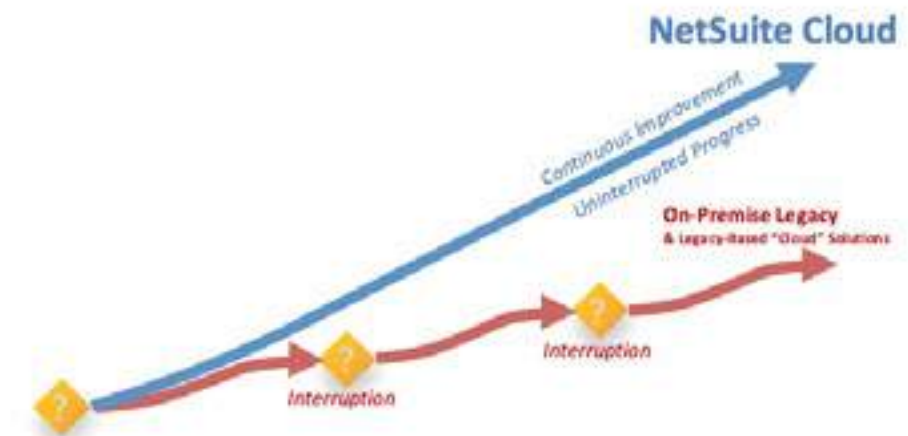 NetSuite Cloud
Continuous Improvement
Uninterrupted Progress
On-Premise Legacy
& Legacy-Based "Cloud" Solutions
?
Interruption
?
Interruption
?